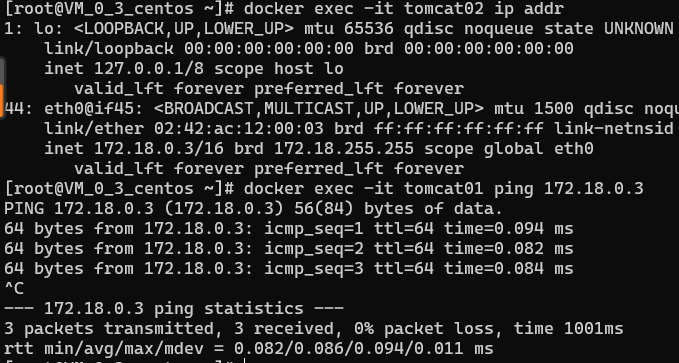 [root@VM_0_3_centos ~]# docker exec -it tomcat02 ip addr
1: lo: <LOOPBACK,UP,LOWER_UP> mtu 65536 qdisc noqueue state UNKNOWN
link/loopback 00:00:00:00:00:00 brd 00:00:00:00:00:00
inet 127.0.0.1/8 scope host lo
valid_lft forever preferred_lft forever
44: eth0@if45: <BROADCAST,MULTICAST,UP,LOWER_UP> mtu 1500 qdisc noqu
link/ether 02:42:ac:12:00:03 brd ff:ff:ff:ff:ff:ff link-netnsid
inet 172.18.0.3/16 brd 172.18.255.255 scope global eth0
valid_lft forever preferred_lft forever
[root@VM_0_3_centos ~]# docker exec -it tomcat01 ping 172.18.0.3
PING 172.18.0.3 (172.18.0.3) 56(84) bytes of data.
64 bytes from 172.18.0.3: icmp_seq=1 ttl=64 time=0.094 ms
64 bytes from 172.18.0.3: icmp_seq=2 ttl=64 time=0.082 ms
64 bytes from 172.18.0.3: icmp_seq=3 ttl=64 time=0.084 ms
^C
--- 172.18.0.3 ping statistics ---
3 packets transmitted, 3 received, 0% packet loss, time 1001ms
rtt min/avg/max/mdev = 0.082/0.086/0.094/0.011 ms